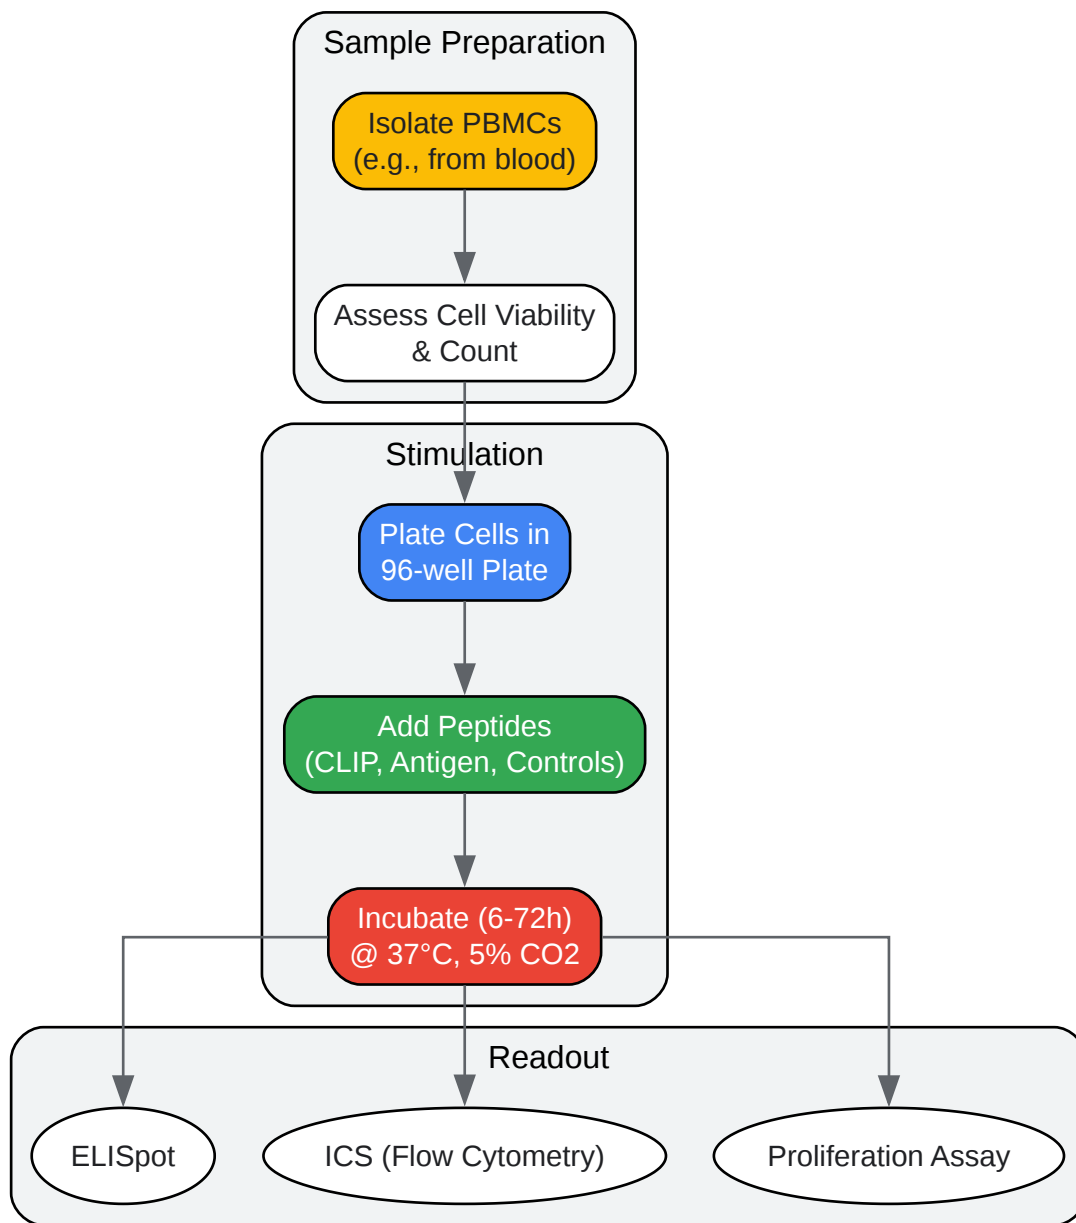 Sample Preparation
Isolate PBMCs
(e.g., from blood)
Assess Cell Viability
& Count
Stimulation
Plate Cells in
96-well Plate
Add Peptides
(CLIP, Antigen, Controls)
Incubate (6-72h)
@ 37°C, 5% CO2
Readout
ELISpot
ICS (Flow Cytometry)
Proliferation Assay